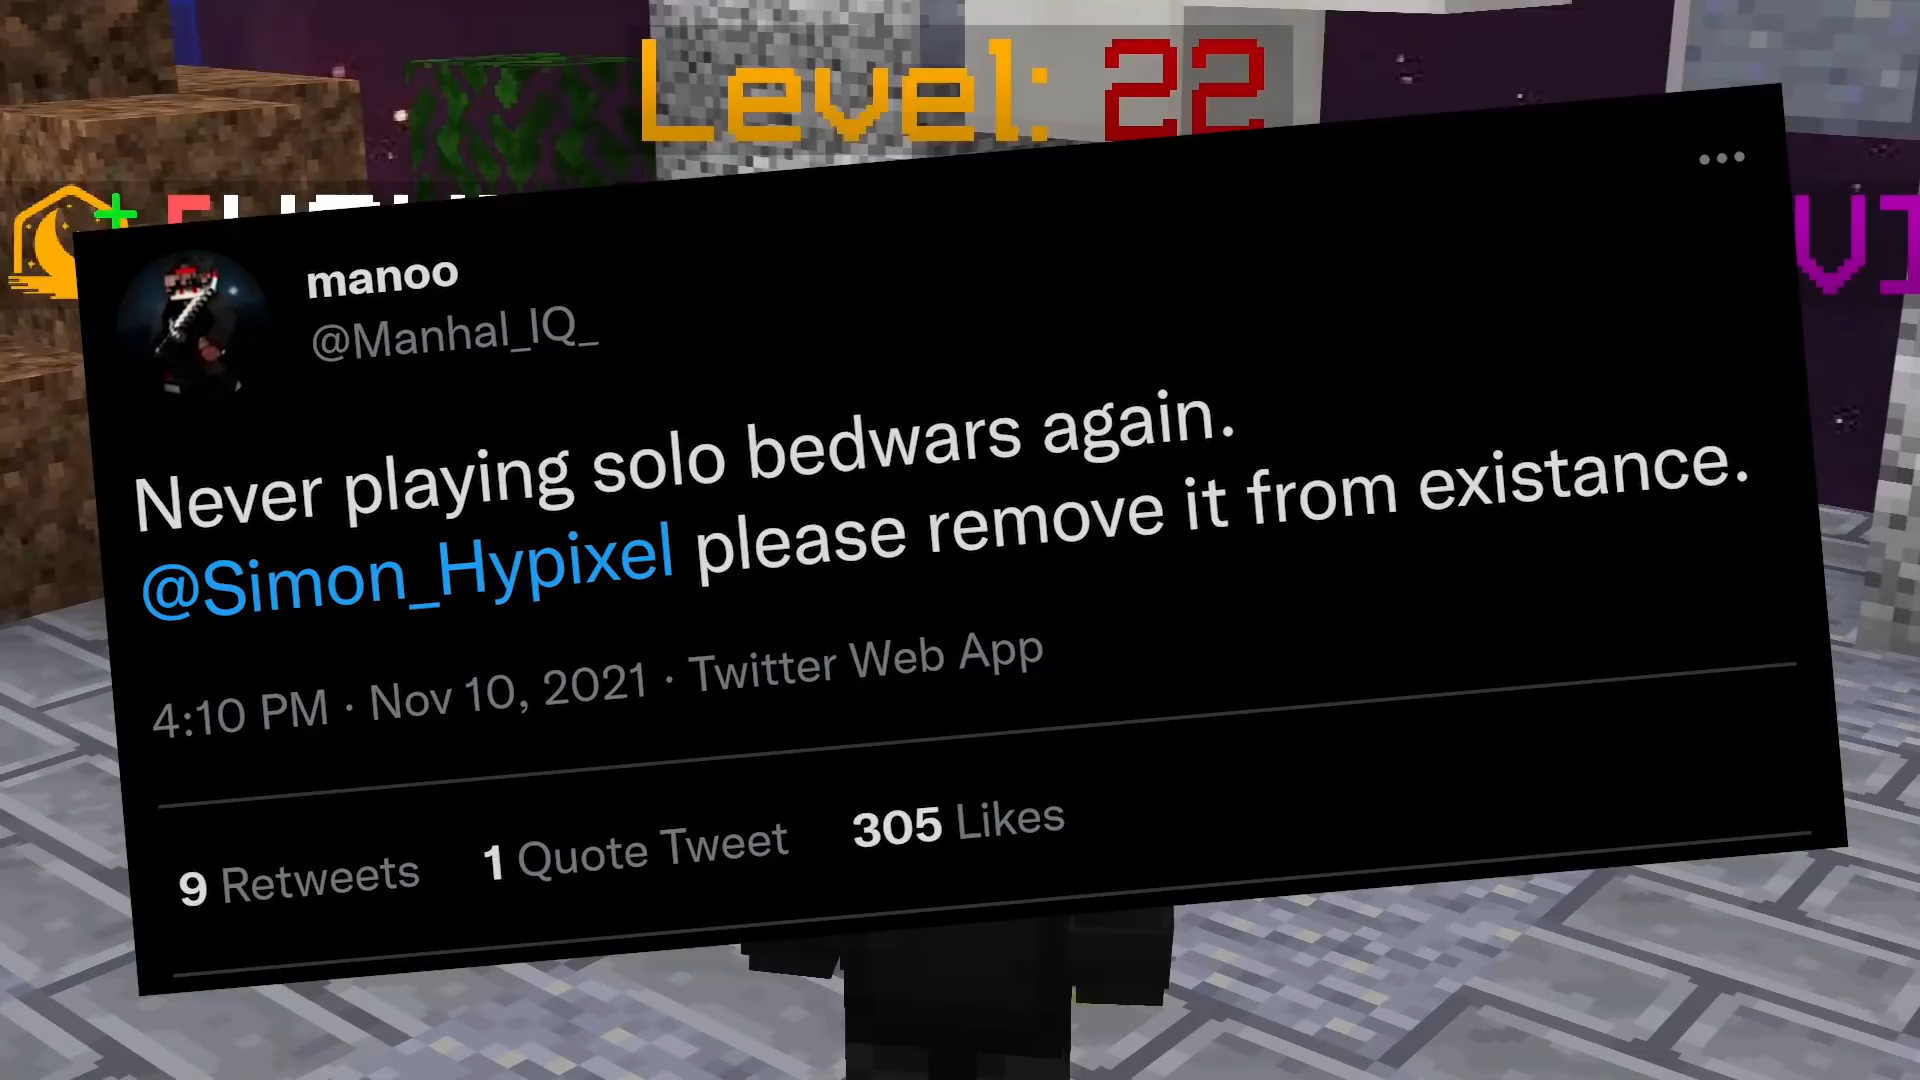 Level: 22
manoo
@Manhal_IQ_
Never playing solo bedwars again.
@Simon_Hypixel please remove it from existance.
4:10 PM · Nov 10, 2021 · Twitter Web App
9 Retweets 1 Quote Tweet 305 Likes